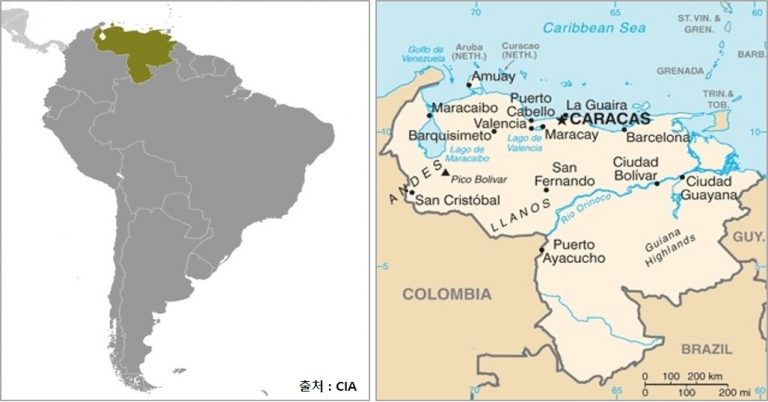 출처 : CIA
70
65
Caribbean Sea
ST. VIN. &
GREN.
Golfo de
Venezuela
Aruba
(NETH.)
Curacao
(NETH.)
BARB.
GRENADA
Amuay
TRIN.&
TOB.
Maracaibo
Puerto
Cabello
La Guaira
CARACAS
10
Valencia
Barquisimeto
Lago de
Valencia
Maracay
Barcelona
10
Lago de
Maracaibo
ANDES
Pico Bolivar
San
Fernando
Ciudad
Bolívar
Ciudad
Guayana
San Cristóbal
LLANOS
Río Orinoco
Guiana
Highlands
GUY.
Puerto
Ayacucho
5
5
COLOMBIA
BRAZIL
0 100 200 km
0 100 200 mi
70
65